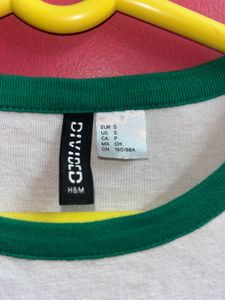 DIVIDED
H&M
EUR S
US S
CA P
MX CH
CN 160/88A